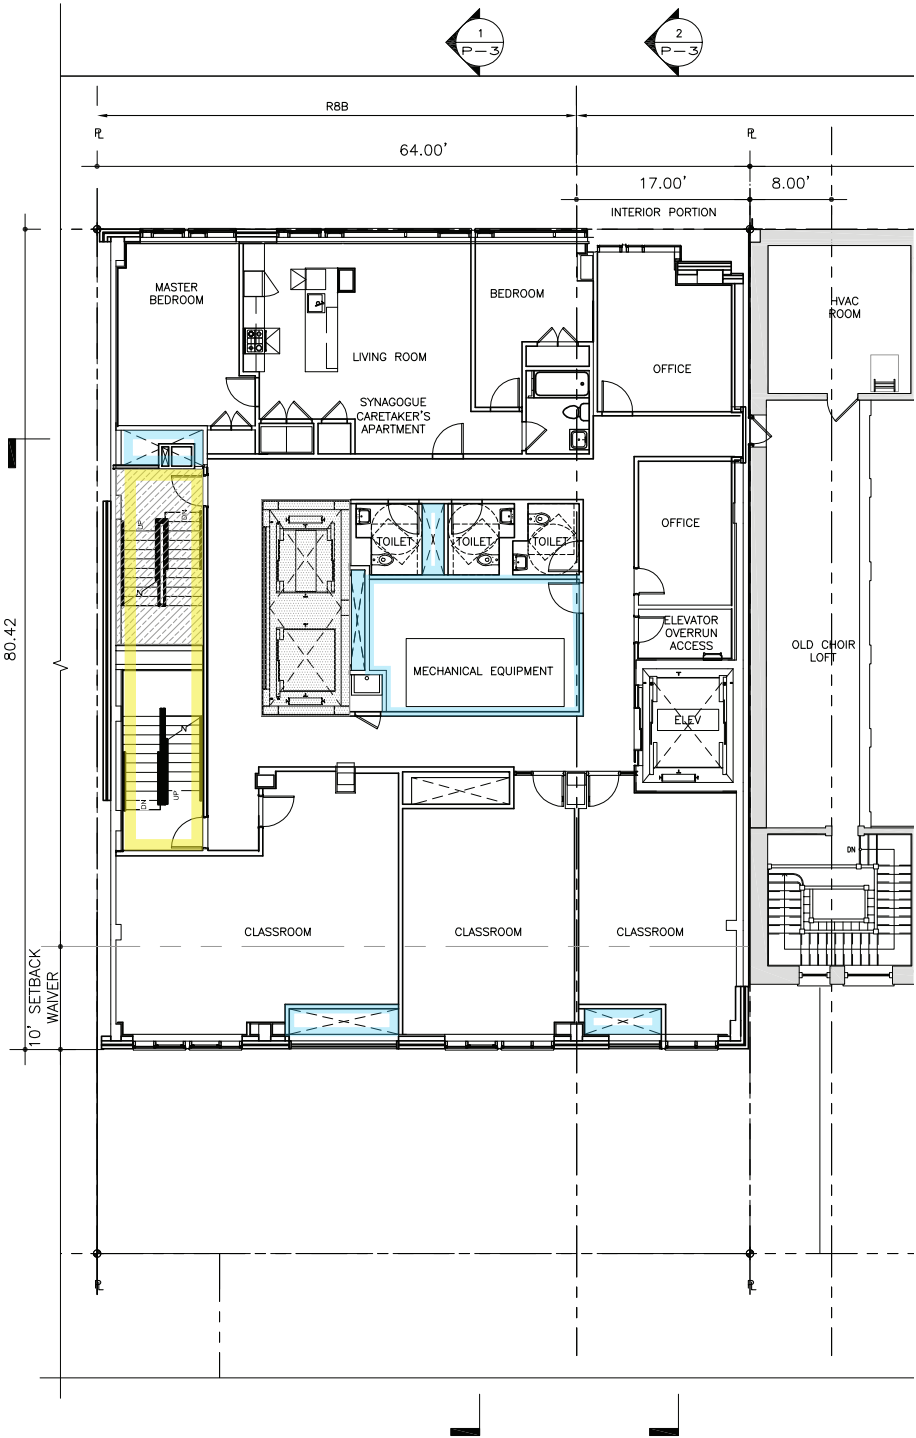 1
P-3
2
P-3
R8B
PL
PL
64.00'
17.00'
8.00'
INTERIOR PORTION
MASTER
BEDROOM
BEDROOM
HVAC
ROOM
LIVING ROOM
OFFICE
SYNAGOGUE
CARETAKER'S
APARTMENT
UP
DN
TOILET
TOILET
TOILET
OFFICE
80.42
ELEVATOR
OVERRUN
ACCESS
OLD CHOIR
LOFT
MECHANICAL EQUIPMENT
ELEV
DN
UP
DN
CLASSROOM
CLASSROOM
CLASSROOM
10' SETBACK
WAIVER
PL
PL